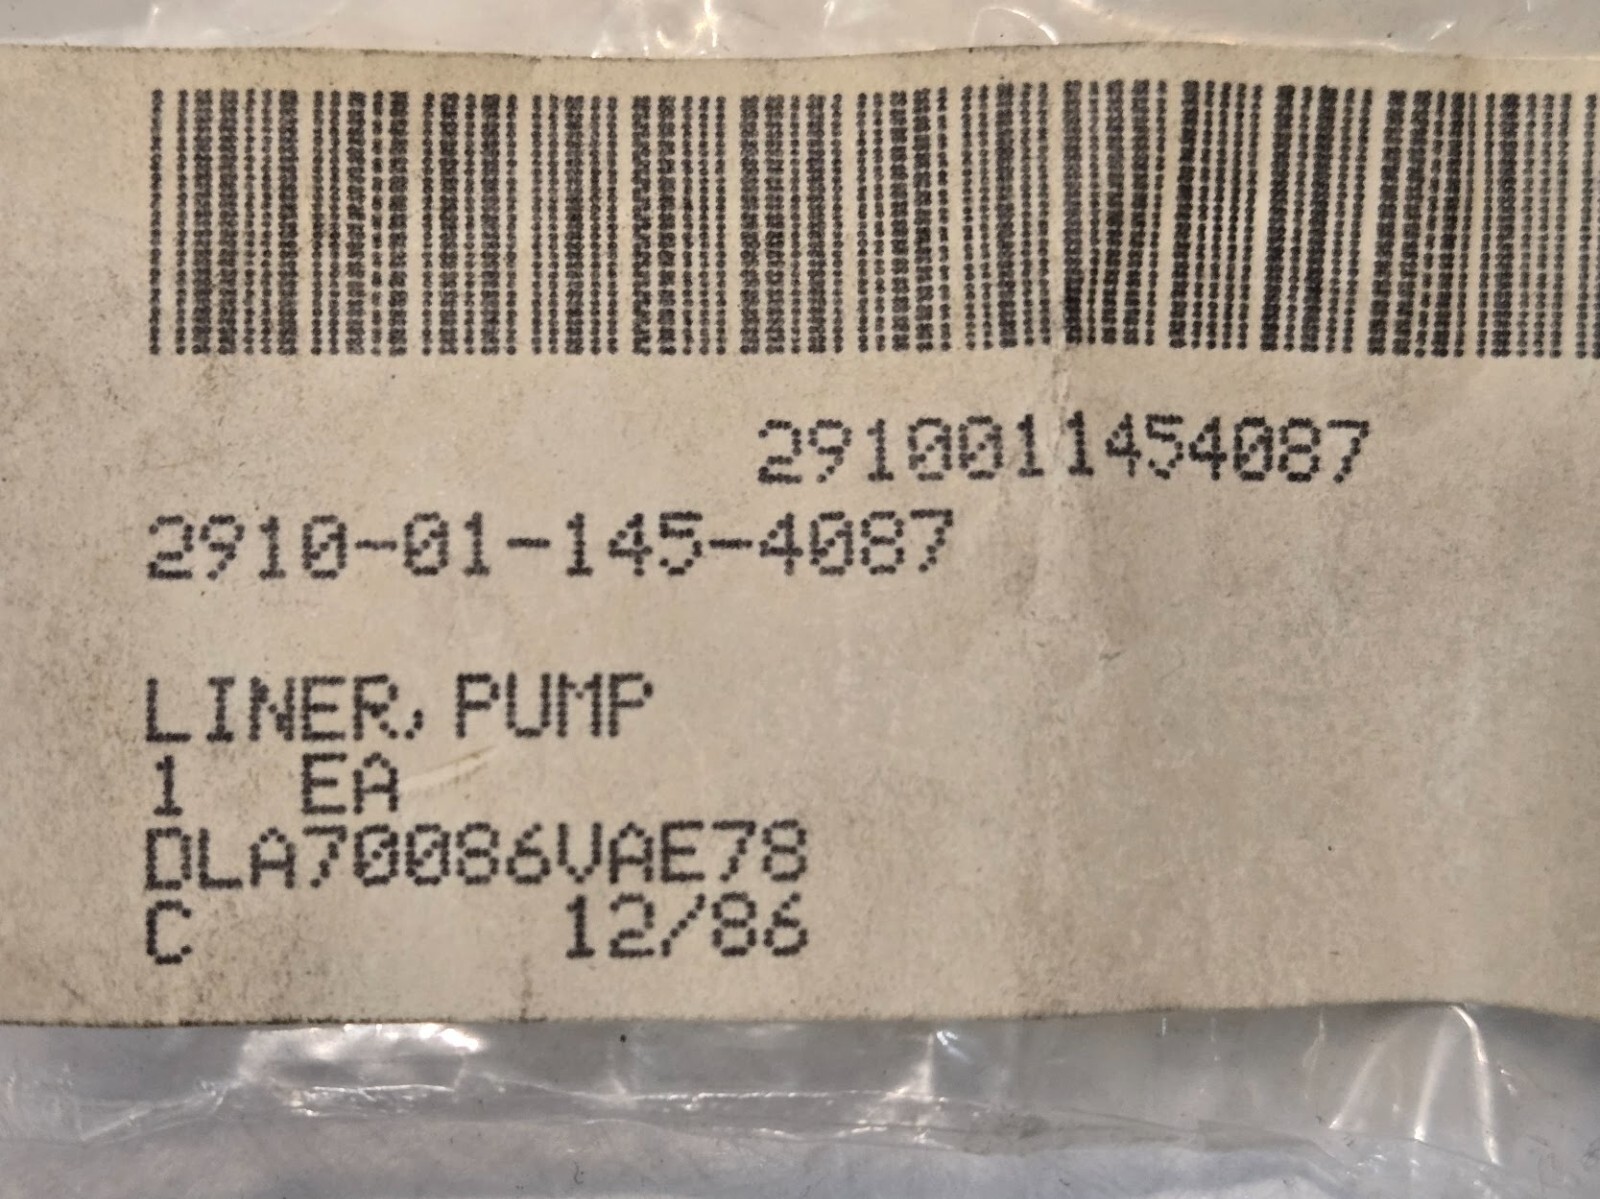 2910011454087
2910-01-145-4087
LINER, PUMP
1 EA
DLA70086VAE78
C 12/86